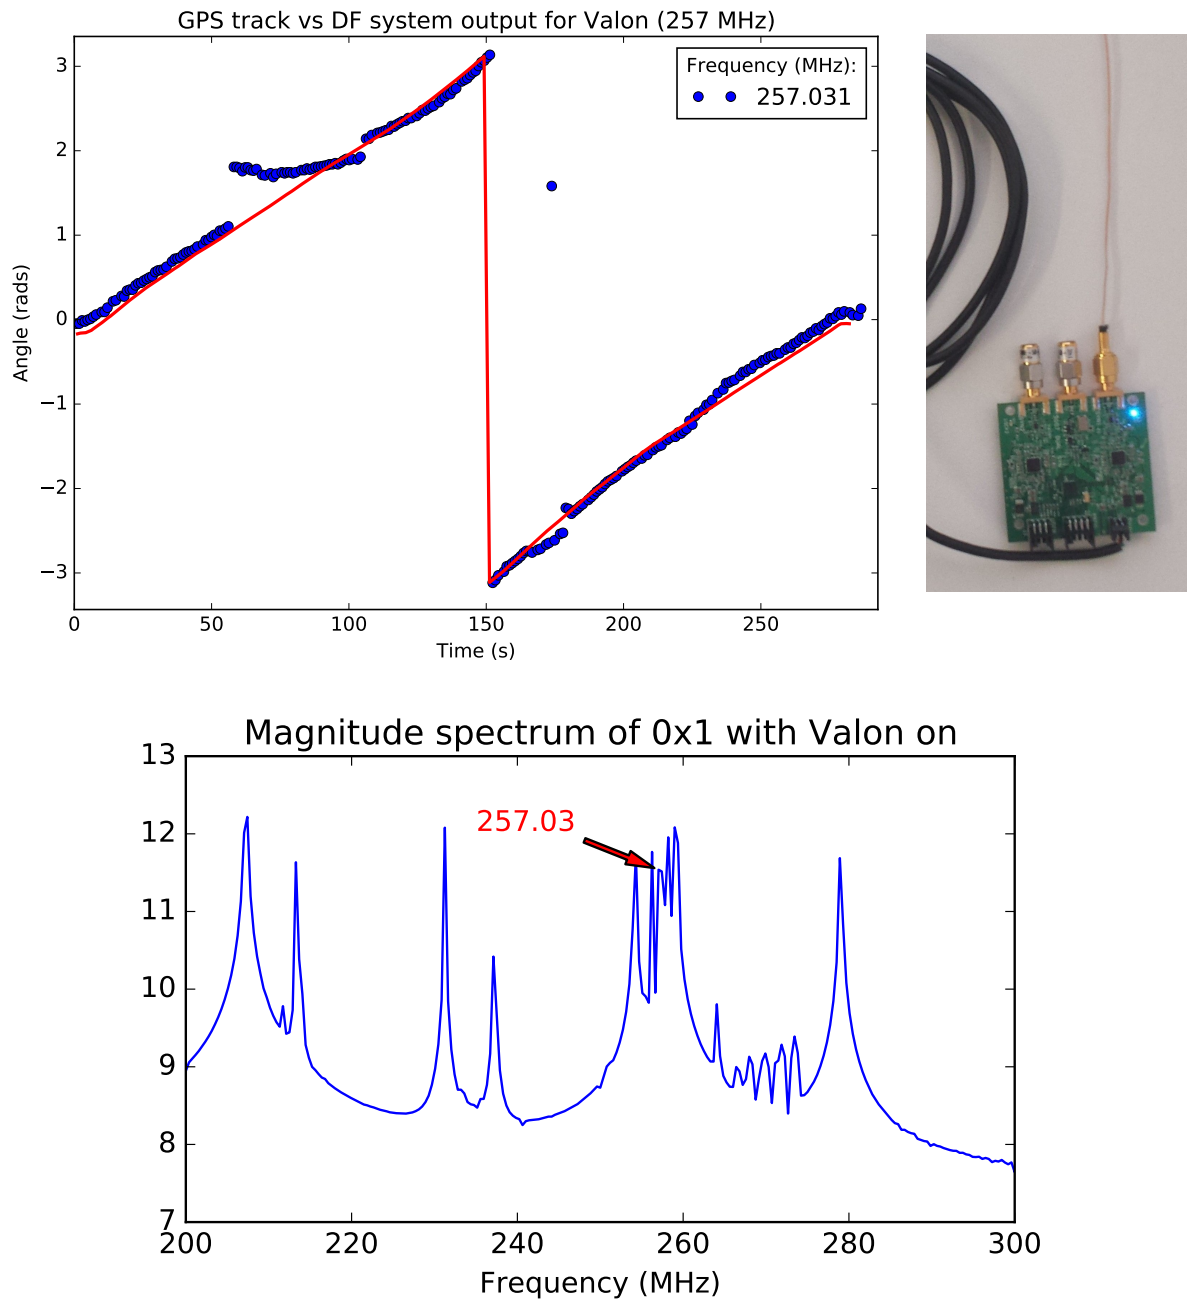 GPS track vs DF system output for Valon (257 MHz)
Frequency (MHz):
257.031
Angle (rads)
3
2
1
0
−1
−2
−3
0 50 100 150 200 250
Time (s)
Magnitude spectrum of 0x1 with Valon on
13
12
11
10
9
8
7
257.03
200 220 240 260 280 300
Frequency (MHz)